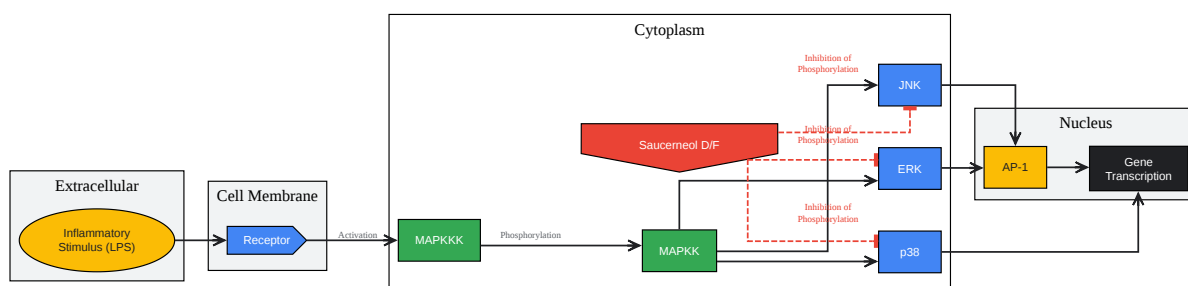 Cytoplasm
Inhibition of
Phosphorylation
JNK
Nucleus
Inhibition of
Phosphorylation
Saucerneol D/F
Extracellular
Cell Membrane
ERK
AP-1
Gene
Transcription
Inflammatory
Stimulus (LPS)
Receptor
Activation
MAPKKK
Phosphorylation
MAPKK
Inhibition of
Phosphorylation
p38